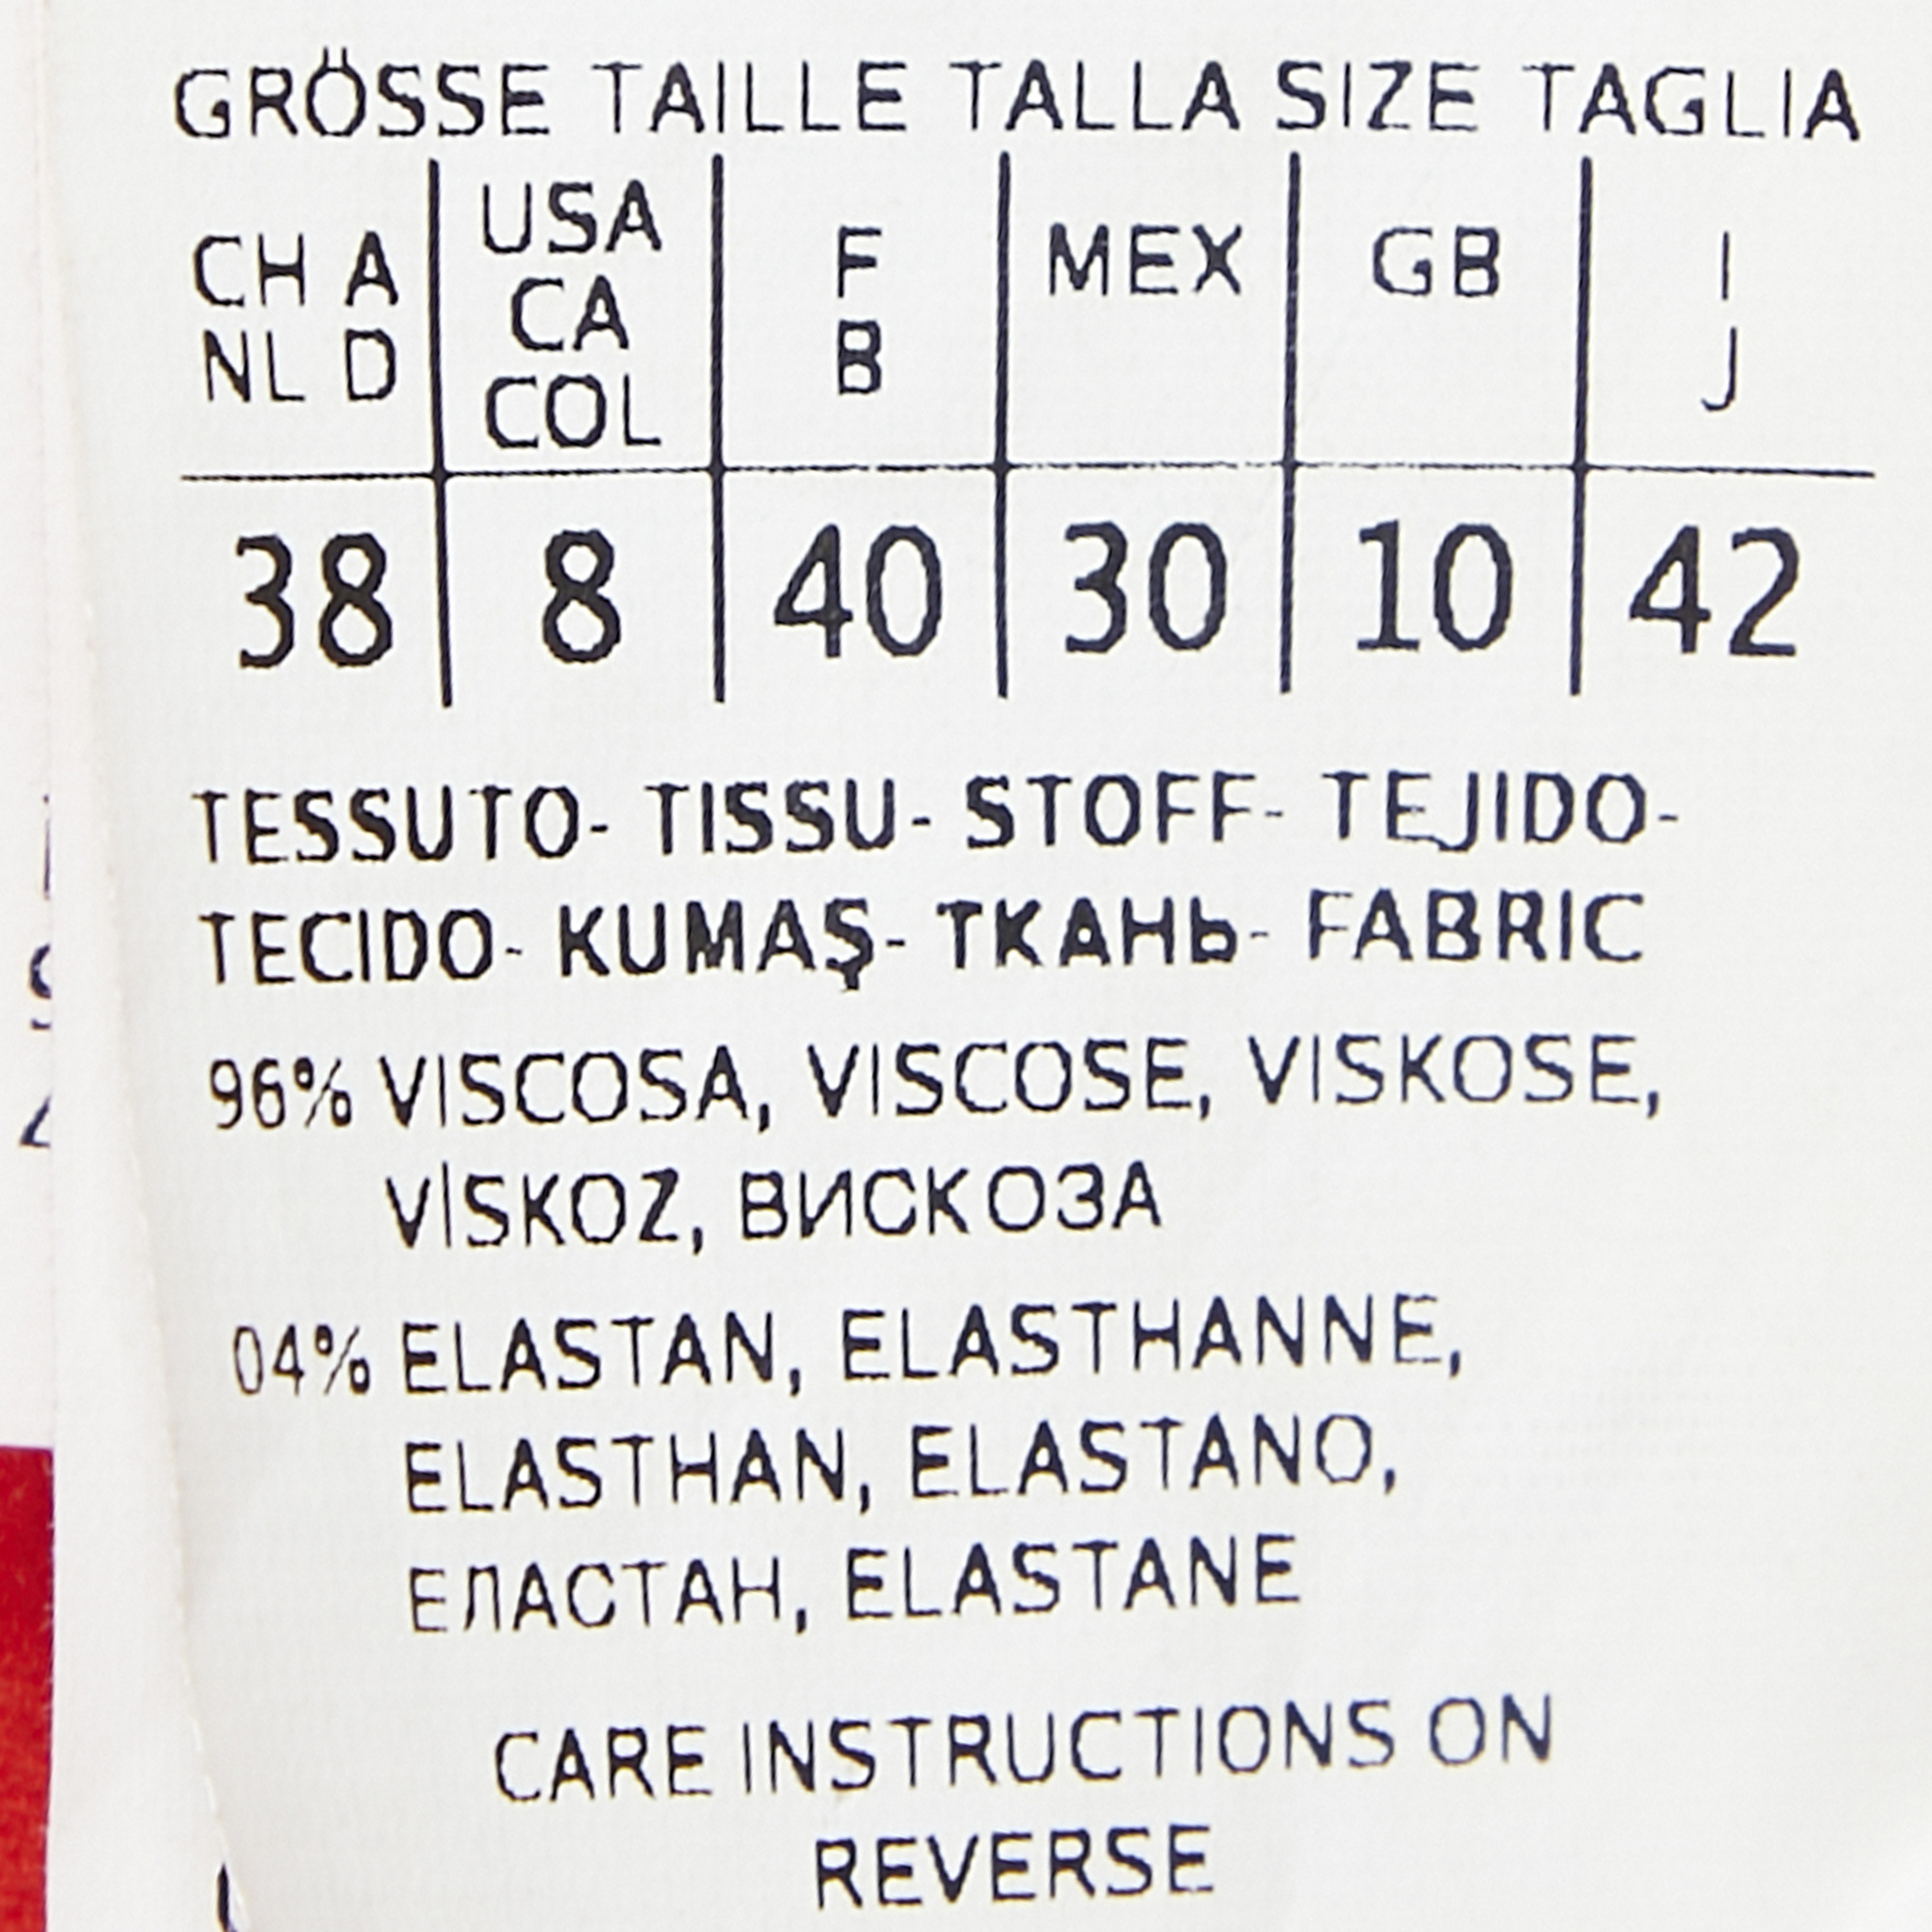 GRÖSSE TAILLE TALLA SIZE TAGLIA
CH A NL D | USA CA COL | F B | MEX | GB | I J
38 | 8 | 40 | 30 | 10 | 42
TESSUTO- TISSU- STOFF- TEJIDO-
TECIDO- KUMAŞ- ТКАНЬ- FABRIC
96% VISCOSA, VISCOSE, VISKOSE,
VİSKOZ, ВИСКОЗА
04% ELASTAN, ELASTHANNE,
ELASTHAN, ELASTANO,
ЕЛАСТАН, ELASTANE
CARE INSTRUCTIONS ON
REVERSE